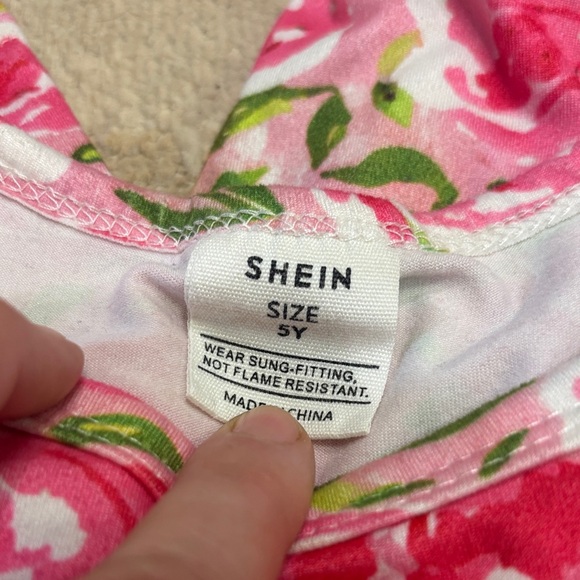 SHEIN
SIZE
5Y
WEAR SUNG-FITTING,
NOT FLAME RESISTANT.
MADE CHINA